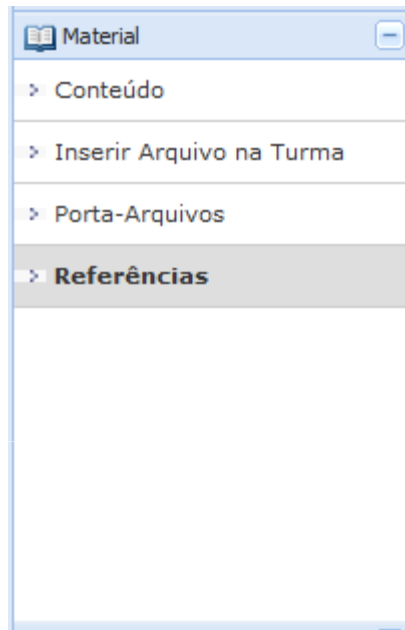 Material
Conteúdo
Inserir Arquivo na Turma
Porta-Arquivos
Referências